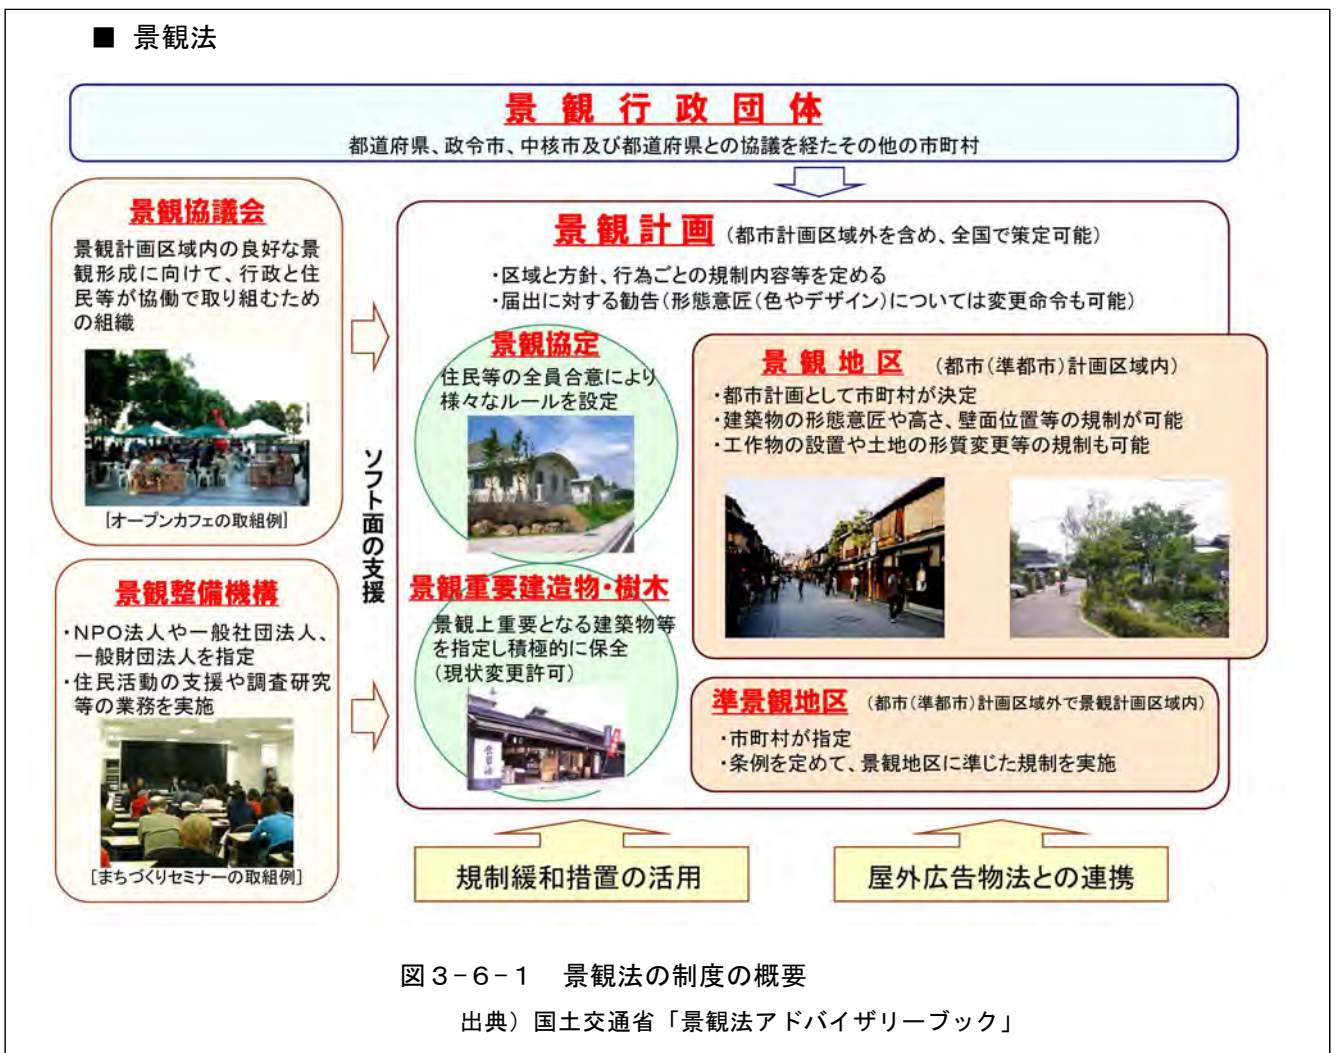 ■ 景観法
景観行政団体
都道府県、政令市、中核市及び都道府県との協議を経たその他の市町村
景観協議会
景観計画区域内の良好な景
観形成に向けて、行政と住
民等が協働で取り組むため
の組織
[オープンカフェの取組例]
景観整備機構
・NPO法人や一般社団法人、
一般財団法人を指定
・住民活動の支援や調査研究
等の業務を実施
[まちづくりセミナーの取組例]
ソフト面の支援
景観計画(都市計画区域外を含め、全国で策定可能)
・区域と方針、行為ごとの規制内容等を定める
・届出に対する勧告(形態意匠(色やデザイン)については変更命令も可能)
景観協定
住民等の全員合意により
様々なルールを設定
景観重要建造物・樹木
景観上重要となる建築物等
を指定し積極的に保全
(現状変更許可)
景観地区 (都市(準都市)計画区域内)
・都市計画として市町村が決定
・建築物の形態意匠や高さ、壁面位置等の規制が可能
・工作物の設置や土地の形質変更等の規制も可能
準景観地区 (都市(準都市)計画区域外で景観計画区域内)
・市町村が指定
・条例を定めて、景観地区に準じた規制を実施
規制緩和措置の活用
屋外広告物法との連携
図3-6-1 景観法の制度の概要
出典）国土交通省「景観法アドバイザリーブック」